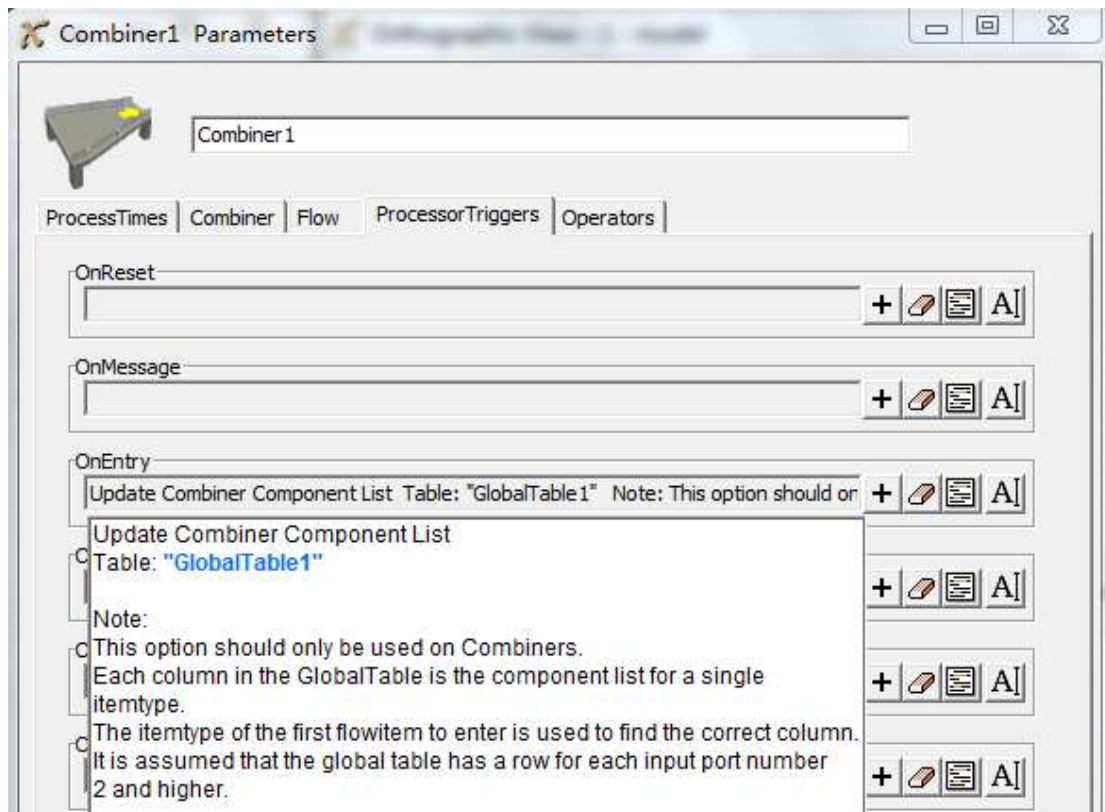 Combiner1 Parameters
Combiner1
ProcessTimes
Combiner
Flow
ProcessorTriggers
Operators
OnReset
OnMessage
OnEntry
Update Combiner Component List Table: "GlobalTable1" Note: This option should on
Update Combiner Component List
Table: "GlobalTable1"
Note:
This option should only be used on Combiners.
Each column in the GlobalTable is the component list for a single
itemtype.
The itemtype of the first flowitem to enter is used to find the correct column.
It is assumed that the global table has a row for each input port number
2 and higher.